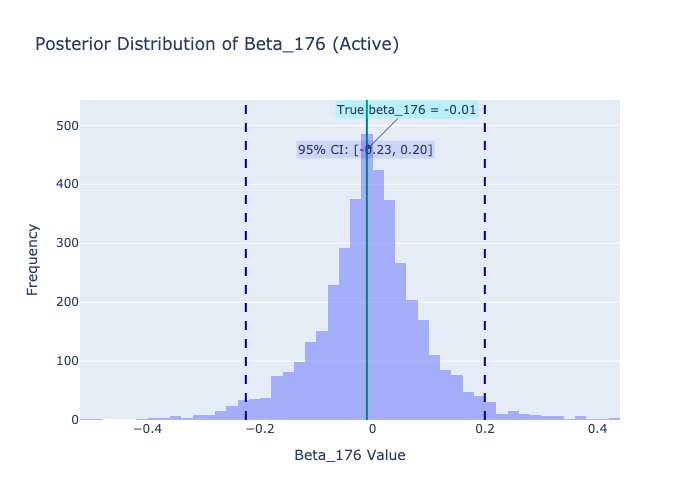 Posterior Distribution of Beta_176 (Active)
True beta_176 = -0.01
95% CI: [-0.23, 0.20]
500
400
300
200
100
0
Frequency
−0.4
−0.2
0
0.2
0.4
Beta_176 Value